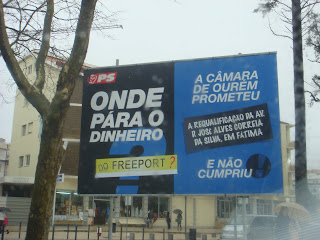 PS
ONDE
PÁRA O
DINHEIRO
DO FREEPORT?
A CÂMARA
DE OURÉM
PROMETEU
A REQUALIFICAÇÃO DA AV.
D. JOSÉ ALVES CORREIA
DA SILVA, EM FÁTIMA
E NÃO
CUMPRIU!